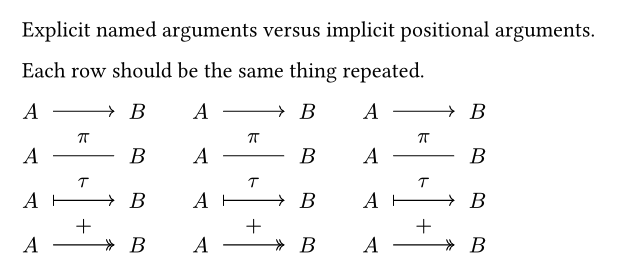 Explicit named arguments versus implicit positional arguments.
Each row should be the same thing repeated.
A ⟶ B A ⟶ B A ⟶ B
π π π
A — B A — B A — B
τ τ τ
A ⟼ B A ⟼ B A ⟼ B
+ + +
A ↠ B A ↠ B A ↠ B